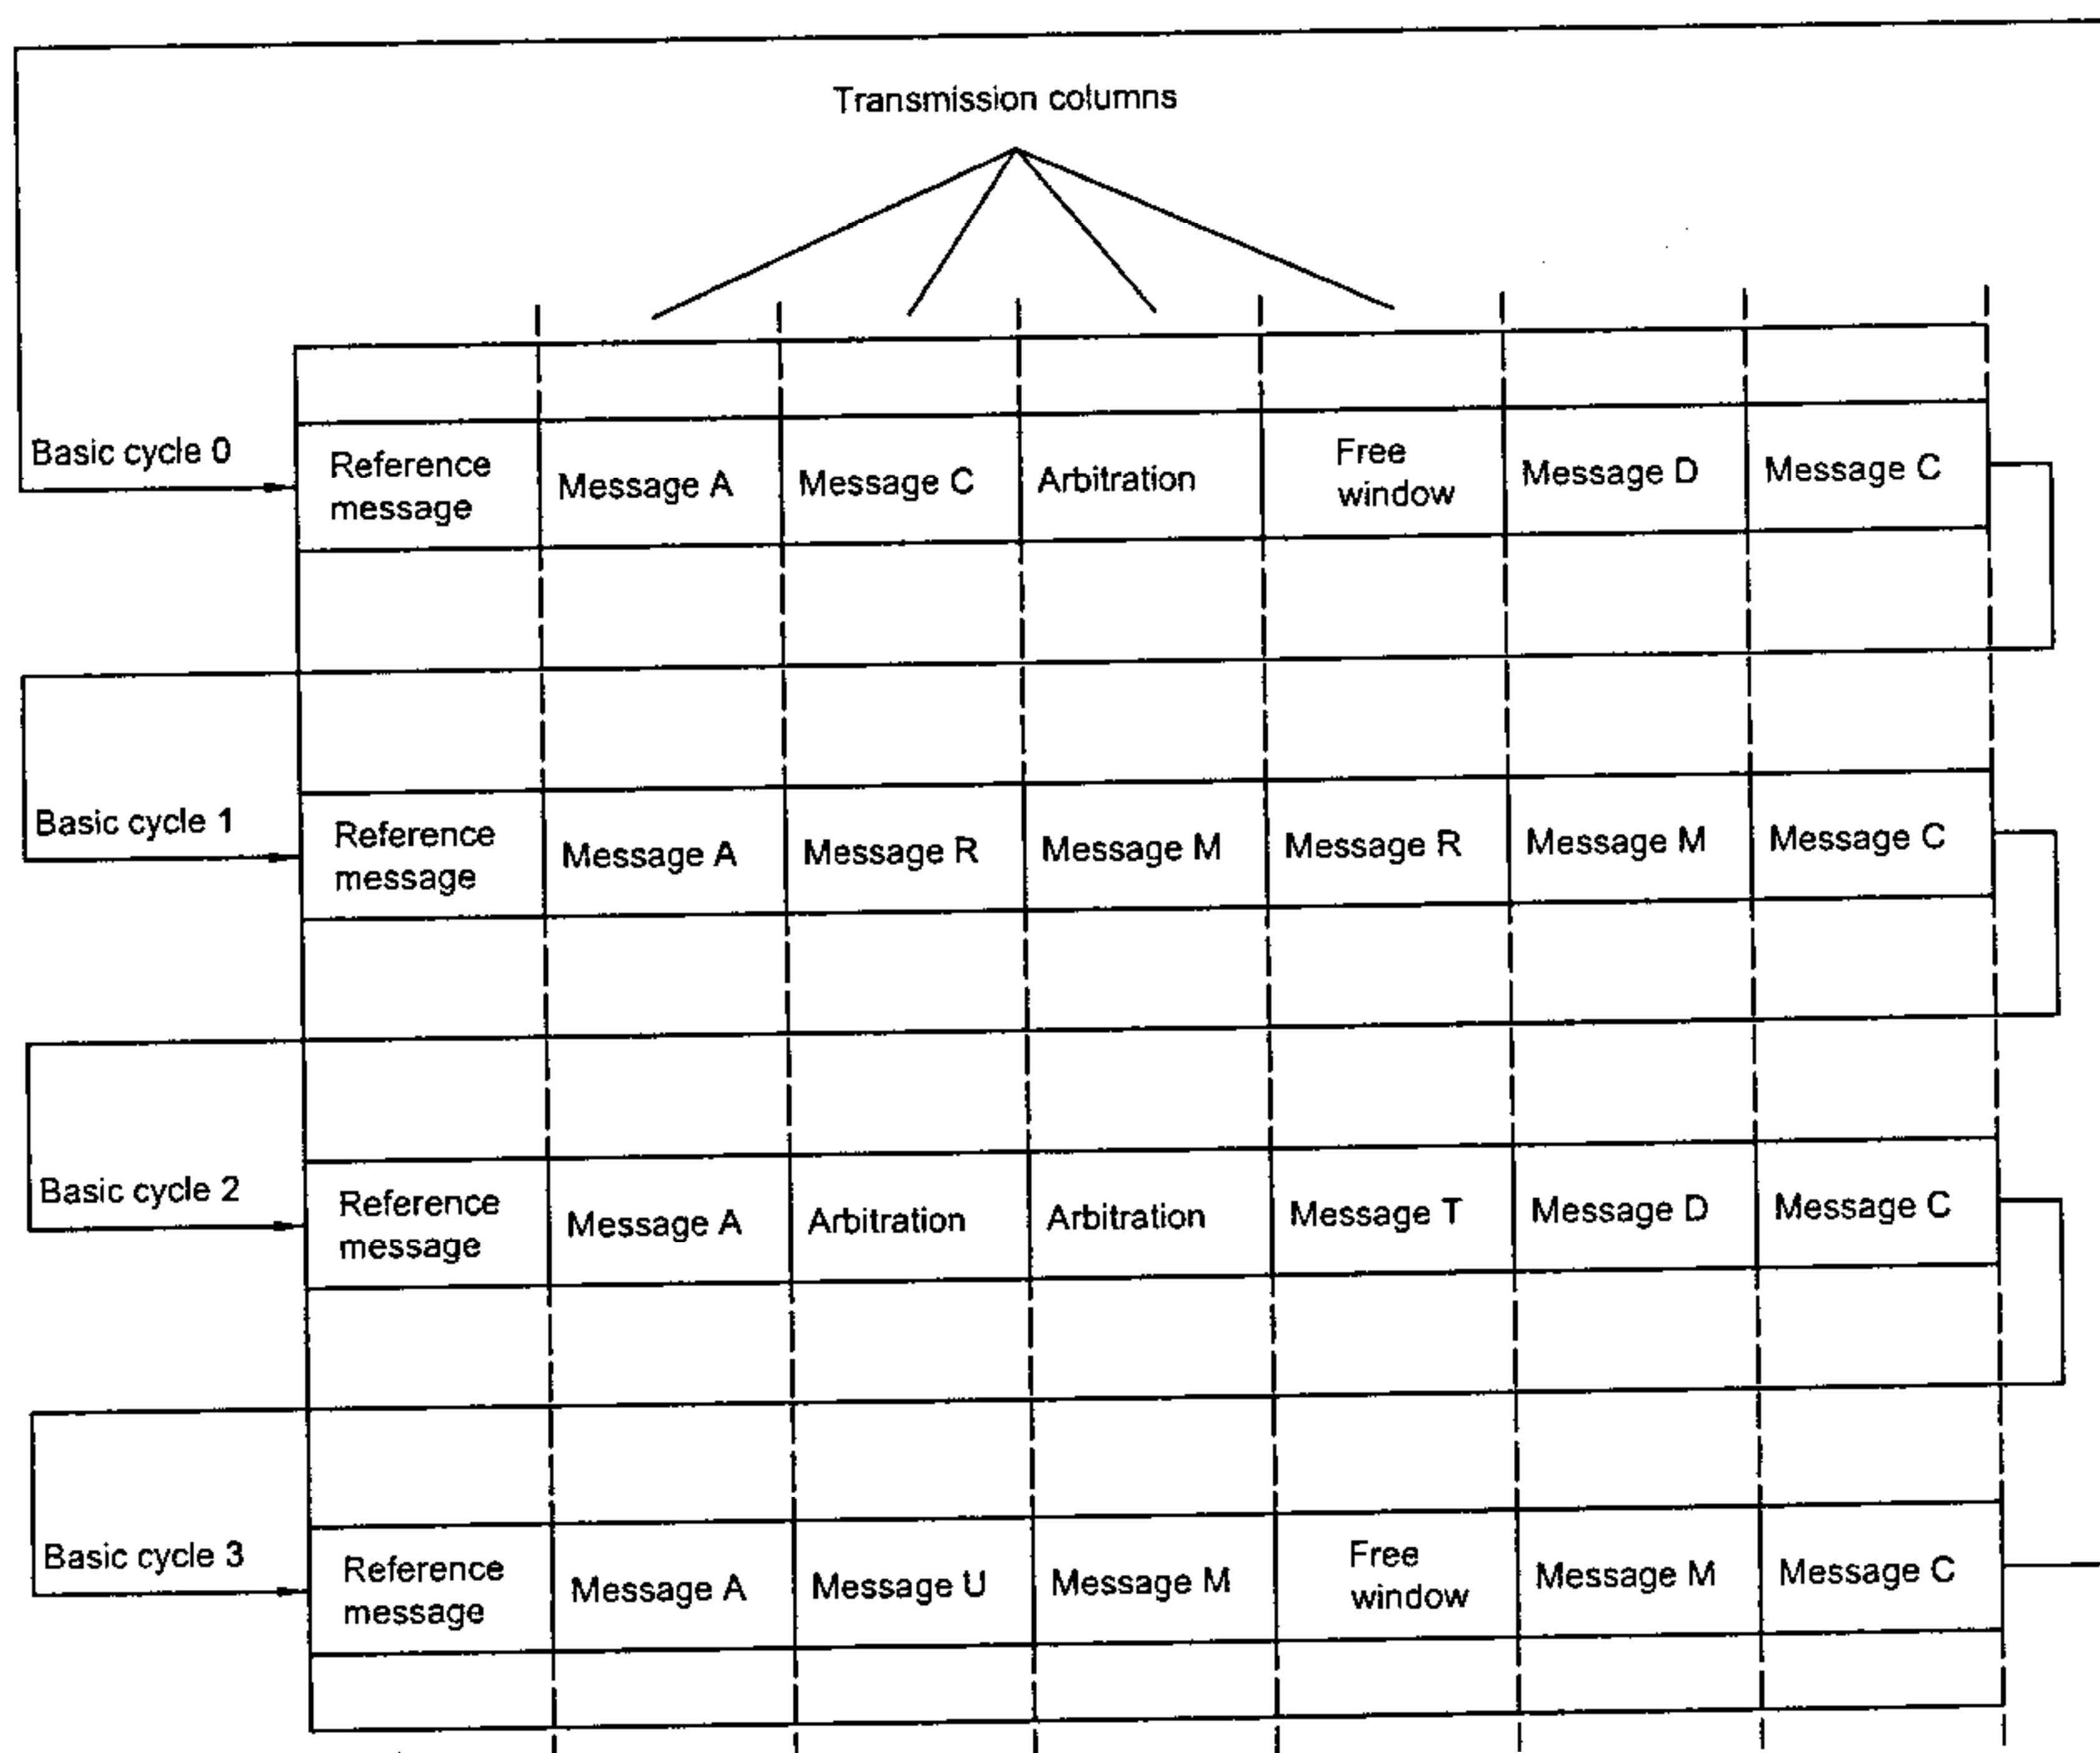 Transmission columns
Basic cycle 0
Reference
message
Message A
Message C
Arbitration
Free
window
Message D
Message C
Basic cycle 1
Reference
message
Message A
Message R
Message M
Message R
Message M
Message C
Basic cycle 2
Reference
message
Message A
Arbitration
Arbitration
Message T
Message D
Message C
Basic cycle 3
Reference
message
Message A
Message U
Message M
Free
window
Message M
Message C